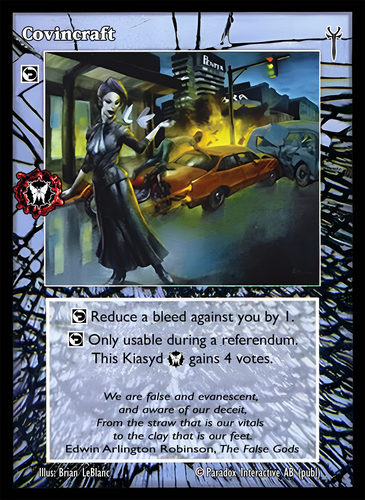 Covincraft
Reduce a bleed against you by 1.
Only usable during a referendum.
This Kiasyd gains 4 votes.
We are false and evanescent,
and aware of our deceit,
From the straw that is our vitals
to the clay that is our feet.
Edwin Arlington Robinson, The False Gods
Illus: Brian LeBlanc
© Paradox Interactive AB. (publ)